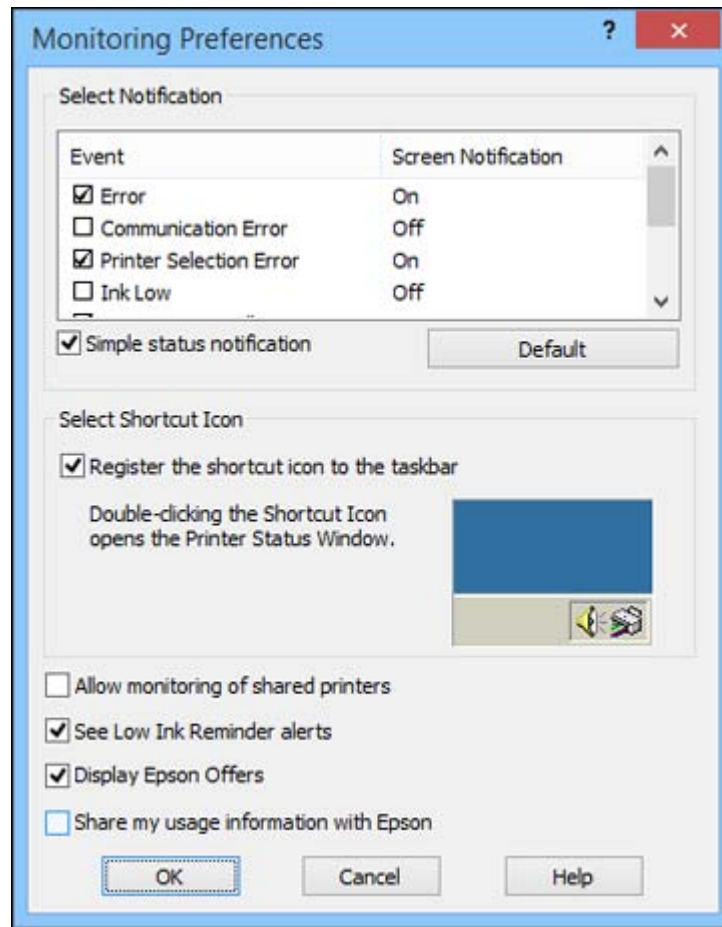 Monitoring Preferences ?
Select Notification
Event Screen Notification
Error On
Communication Error Off
Printer Selection Error On
Ink Low Off
Simple status notification Default
Select Shortcut Icon
Register the shortcut icon to the taskbar
Double-clicking the Shortcut Icon
opens the Printer Status Window.
Allow monitoring of shared printers
See Low Ink Reminder alerts
Display Epson Offers
Share my usage information with Epson
OK Cancel Help